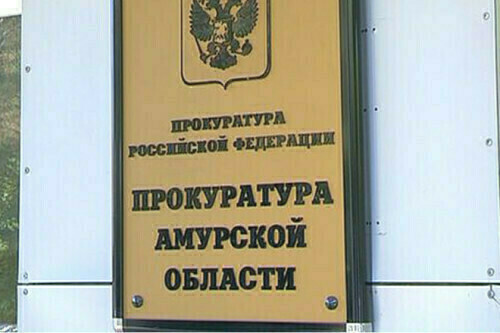 ПРОКУРАТУРА
РОССИЙСКОЙ ФЕДЕРАЦИИ
ПРОКУРАТУРА
АМУРСКОЙ
ОБЛАСТИ